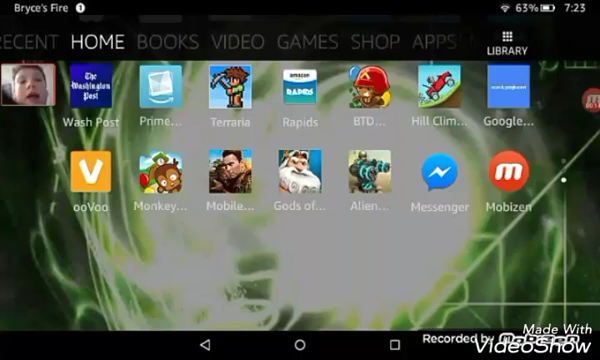 Bryce's Fire 1 63% 7:23
RECENT HOME BOOKS VIDEO GAMES SHOP APPS
LIBRARY
The Washington Post
amazon RAPIDS
Wash Post Prime... Terraria Rapids BTD... Hill Clim... Google...
ooVoo Monkey... Mobile... Gods of... Alien... Messenger Mobizen
Made With
Recorded by
VideoShow